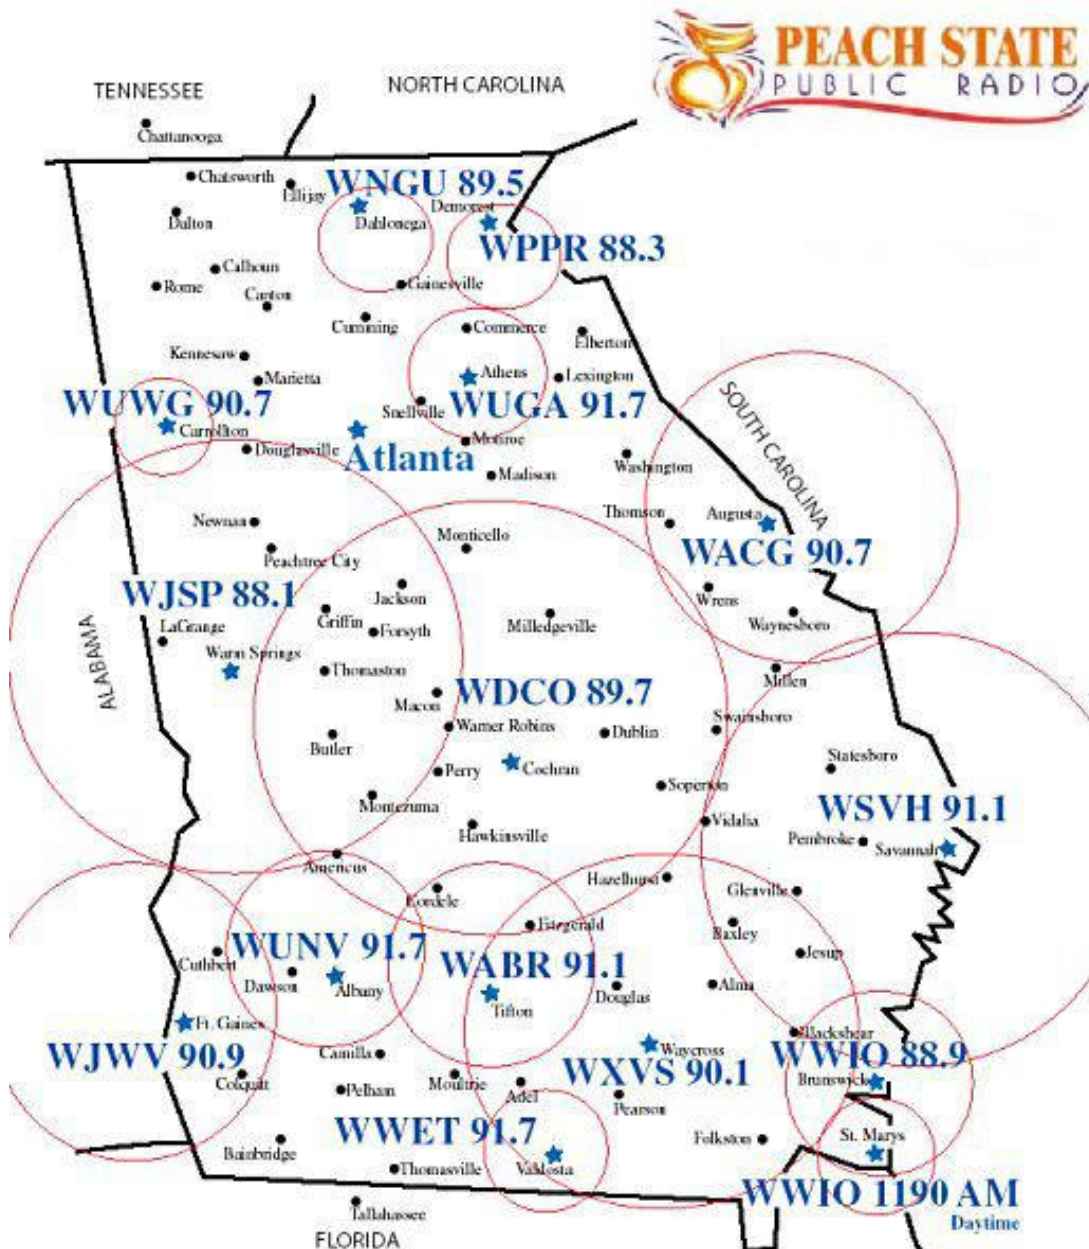 PEACH STATE
PUBLIC RADIO
TENNESSEE
NORTH CAROLINA
Chattanooga
Chatsworth
Ellijay
WNGU 89.5
Demorest
Dahlonega
Dalton
WPPR 88.3
Calhoun
Rome
Canton
Gainesville
Cumming
Commerce
Elberton
Kennesaw
Marietta
Athens
Lexington
WUWG 90.7
Snellville
WUGA 91.7
SOUTH CAROLINA
Carrollton
Douglasville
Atlanta
Monroe
Madison
Washington
Newnan
Thomson
Augusta
Monticello
Peachtree City
WACG 90.7
WJSP 88.1
Jackson
Wrens
Griffin
Forsyth
Milledgeville
Waynesboro
LaGrange
ALABAMA
Warm Springs
Thomaston
Millen
WDCO 89.7
Macon
Warner Robins
Dublin
Swainsboro
Butler
Perry
Cochran
Statesboro
Soperton
Montezuma
WSVH 91.1
Hawkinsville
Vidalia
Pembroke
Savannah
Americus
Cordele
Hazelhurst
Glenville
Fitzgerald
Baxley
WUNV 91.7
WABR 91.1
Cuthbert
Jesup
Dawson
Albany
Tifton
Douglas
Alma
Ft. Gaines
Blackshear
WJWV 90.9
Camilla
Waycross
WWIO 88.9
Colquitt
Pelham
Moultrie
Adel
WXVS 90.1
Brunswick
Pearson
WWET 91.7
Folkston
St. Marys
Bainbridge
Thomasville
Valdosta
WWIO 1190 AM
Daytime
Tallahassee
FLORIDA